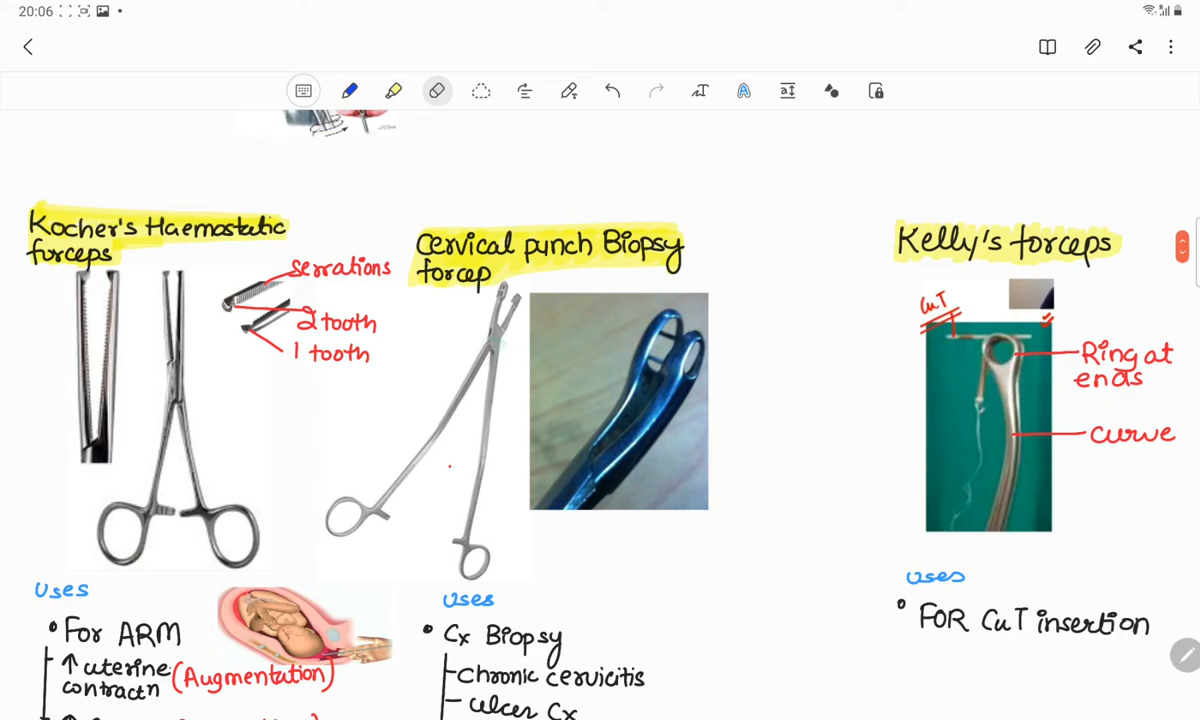 20:06
Kocher's Haemostatic
forceps
serrations
2 tooth
1 tooth
Uses
• For ARM
↑ uterine
contractn
(Augmentation)
Cervical punch Biopsy
forcep
Uses
• Cx Biopsy
Chronic cervicitis
ulcer Cx
Kelly's forceps
CuT
Ring at
ends
curve
Uses
• FOR CuT insertion